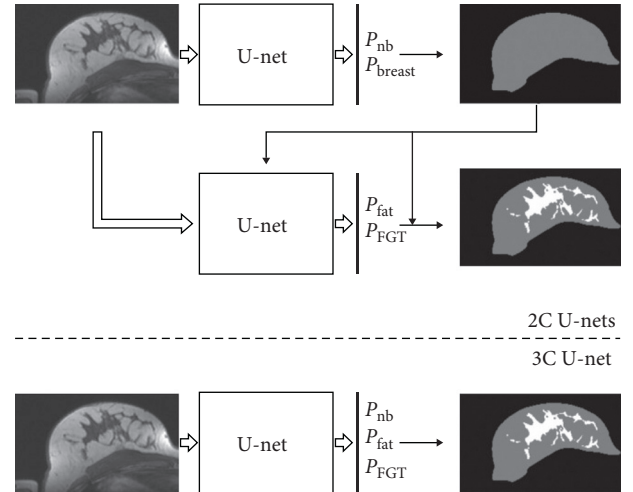 U-net
P_nb
P_breast
U-net
P_fat
P_FGT
2C U-nets
3C U-net
U-net
P_nb
P_fat
P_FGT